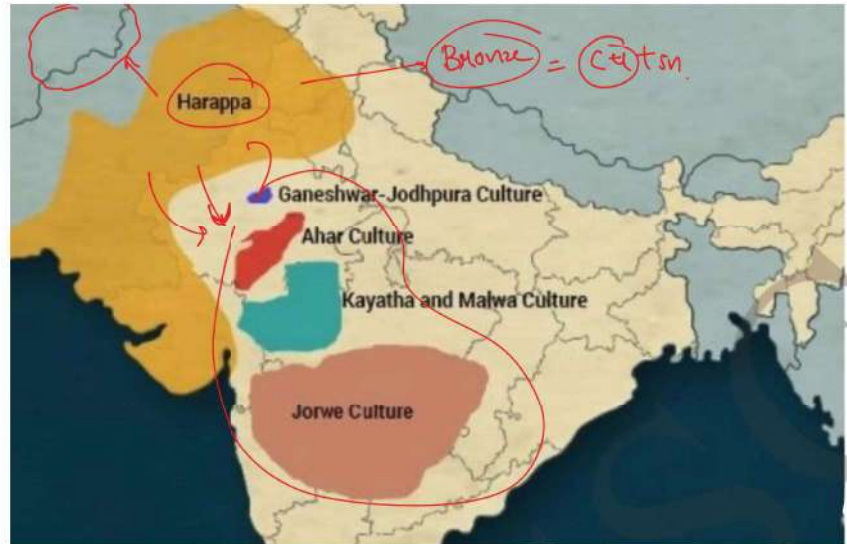 Bronze = Cu + Sn.
Harappa
Ganeshwar-Jodhpura Culture
Ahar Culture
Kayatha and Malwa Culture
Jorwe Culture